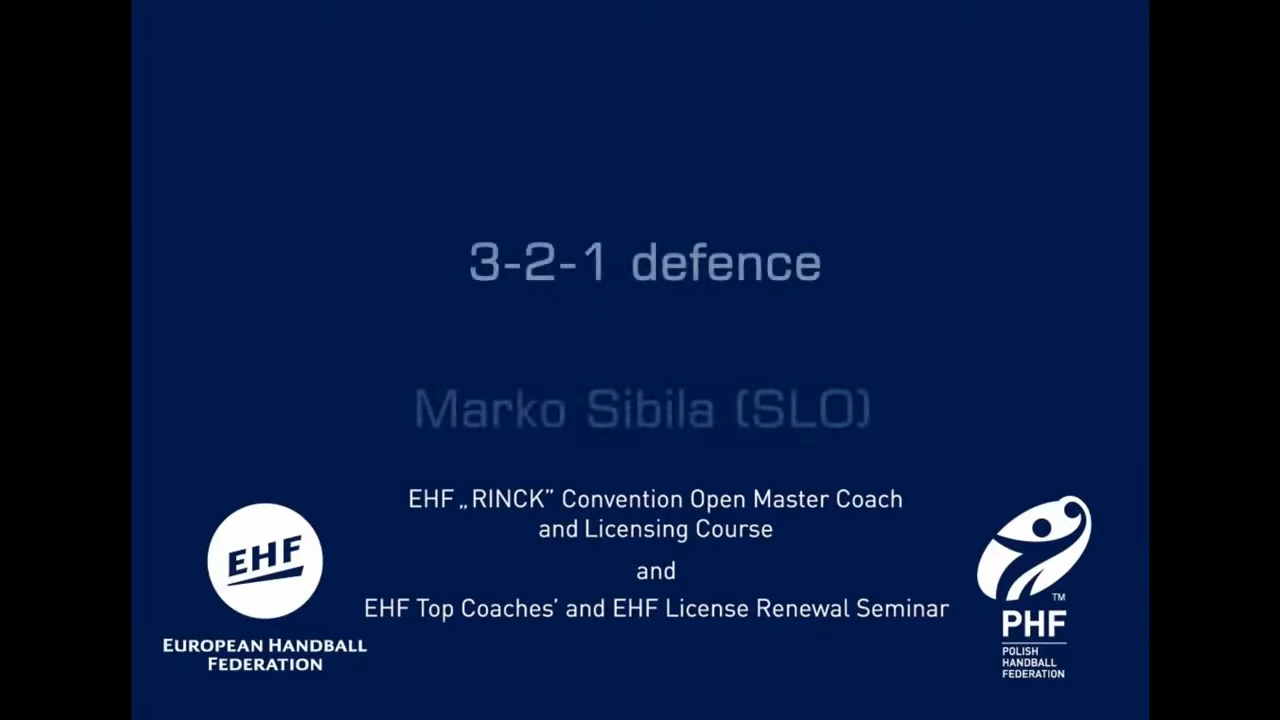 3-2-1 defence
Marko Sibila (SLO)
EHF „RINCK” Convention Open Master Coach
and Licensing Course
and
EHF Top Coaches’ and EHF License Renewal Seminar
EHF
EUROPEAN HANDBALL
FEDERATION
TM
PHF
POLISH
HANDBALL
FEDERATION